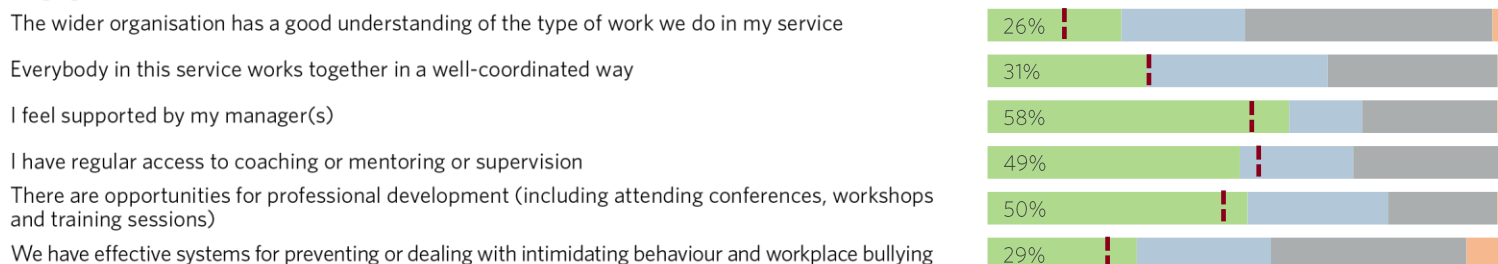 The wider organisation has a good understanding of the type of work we do in my service
26%
Everybody in this service works together in a well-coordinated way
31%
I feel supported by my manager(s)
58%
I have regular access to coaching or mentoring or supervision
49%
There are opportunities for professional development (including attending conferences, workshops
and training sessions)
50%
We have effective systems for preventing or dealing with intimidating behaviour and workplace bullying
29%